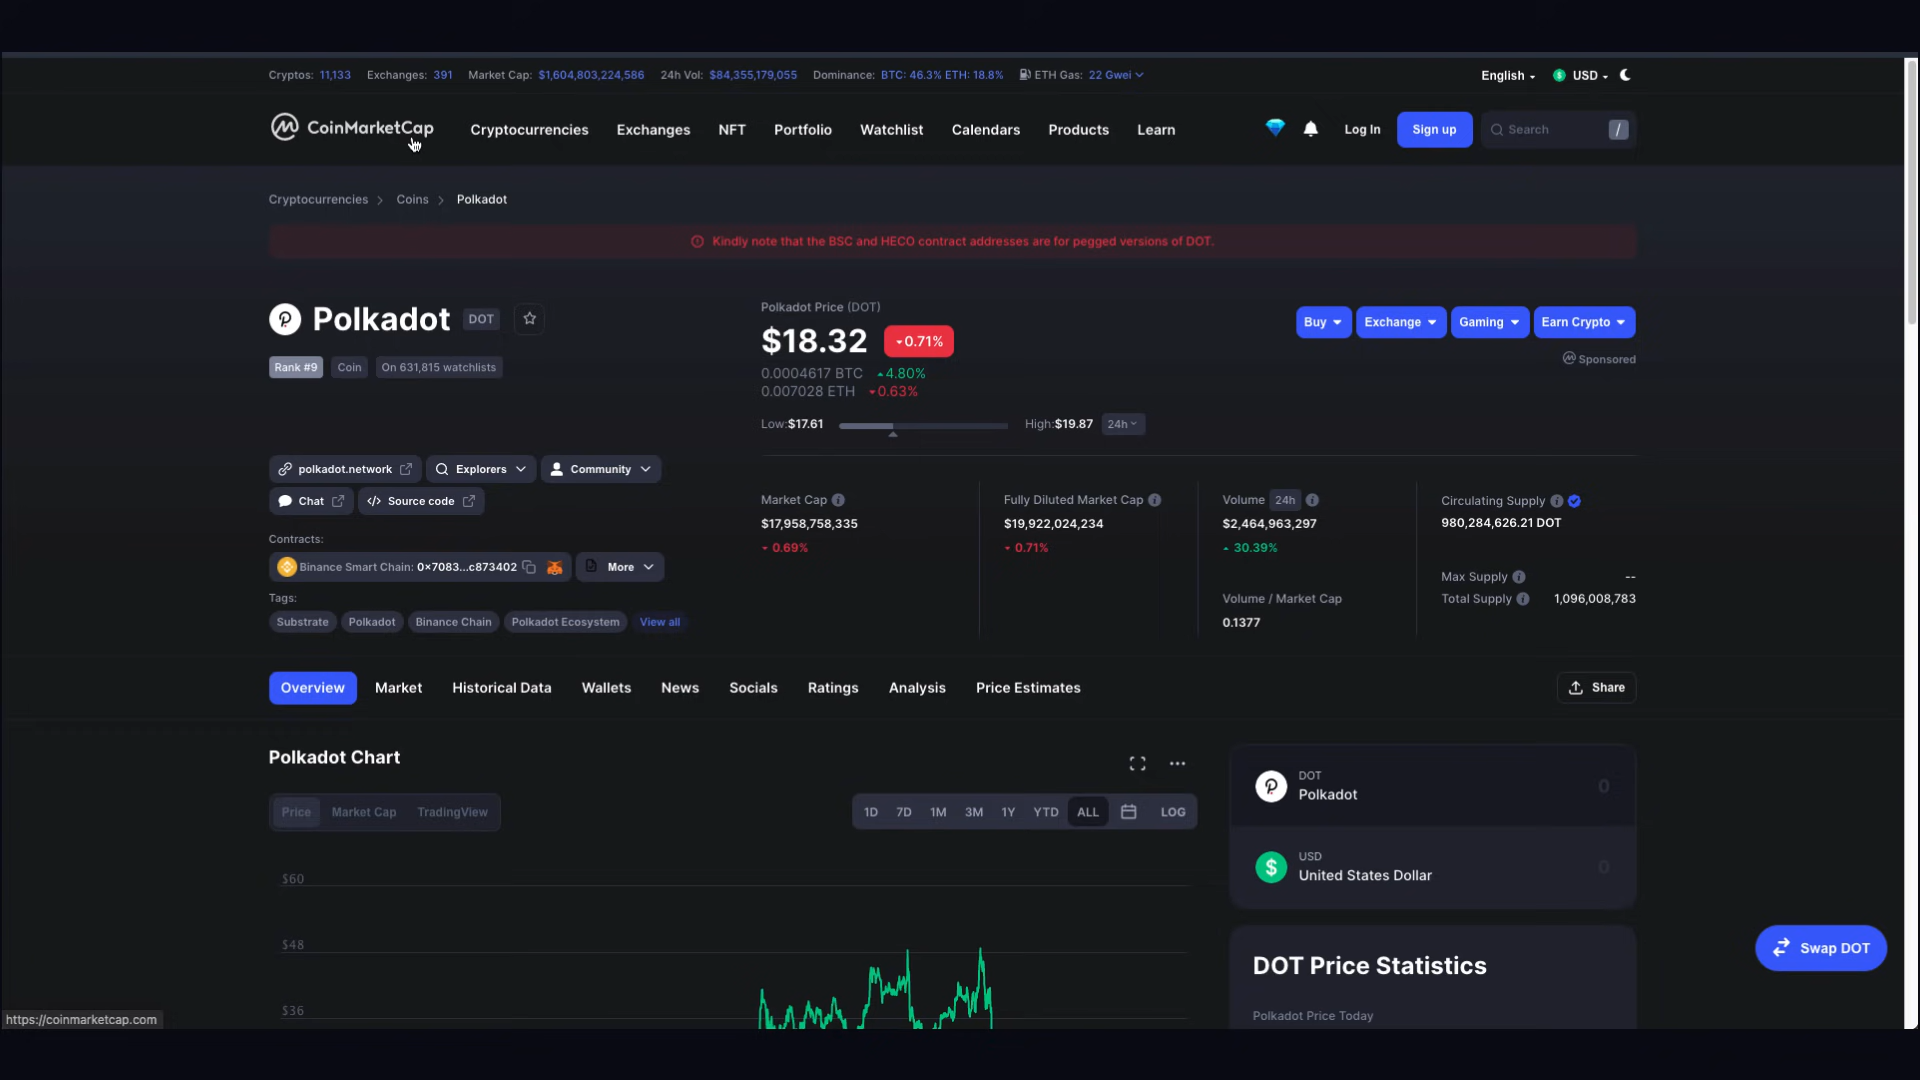 Cryptos: 11,133 Exchanges: 391 Market Cap: $1,604,803,224,586 24h Vol: $84,355,179,055 Dominance: BTC: 46.3% ETH: 18.8% ETH Gas: 22 Gwei English USD
CoinMarketCap Cryptocurrencies Exchanges NFT Portfolio Watchlist Calendars Products Learn Log In Sign up Search /
Cryptocurrencies > Coins > Polkadot
Kindly note that the BSC and HECO contract addresses are for pegged versions of DOT.
Polkadot DOT
Rank #9 Coin On 631,815 watchlists
Polkadot Price (DOT)
$18.32 0.71%
0.0004617 BTC 4.80%
0.007028 ETH 0.63%
Low:$17.61 High:$19.87 24h
Buy Exchange Gaming Earn Crypto
Sponsored
polkadot.network Explorers Community
Chat Source code
Contracts:
Binance Smart Chain: 0x7083...c873402 More
Tags:
Substrate Polkadot Binance Chain Polkadot Ecosystem View all
Market Cap
$17,958,758,335
0.69%
Fully Diluted Market Cap
$19,922,024,234
0.71%
Volume 24h
$2,464,963,297
30.39%
Volume / Market Cap
0.1377
Circulating Supply
980,284,626.21 DOT
Max Supply --
Total Supply 1,096,008,783
Overview Market Historical Data Wallets News Socials Ratings Analysis Price Estimates Share
Polkadot Chart
Price Market Cap TradingView 1D 7D 1M 3M 1Y YTD ALL LOG
$60
$48
$36
DOT
Polkadot 0
USD
United States Dollar 0
DOT Price Statistics
Polkadot Price Today
Swap DOT
https://coinmarketcap.com